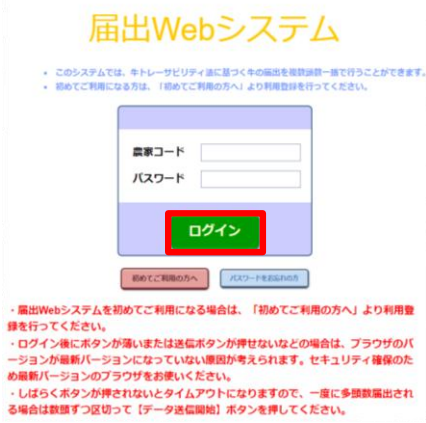 届出Webシステム
・ このシステムでは、牛トレーサビリティ法に基づく牛の届出を複数頭数一括で行うことができます。
・ 初めてご利用になる方は、「初めてご利用の方へ」より利用登録を行ってください。
農家コード
パスワード
ログイン
初めてご利用の方へ
パスワードをお忘れの方
・届出Webシステムを初めてご利用になる場合は、「初めてご利用の方へ」より利用登
録を行ってください。
・ログイン後にボタンが薄いまたは送信ボタンが押せないなどの場合は、ブラウザのバ
ージョンが最新バージョンになっていない原因が考えられます。セキュリティ確保のた
め最新バージョンのブラウザをお使いください。
・しばらくボタンが押されないとタイムアウトになりますので、一度に多頭数届出され
る場合は数頭ずつ区切って【データ送信開始】ボタンを押してください。